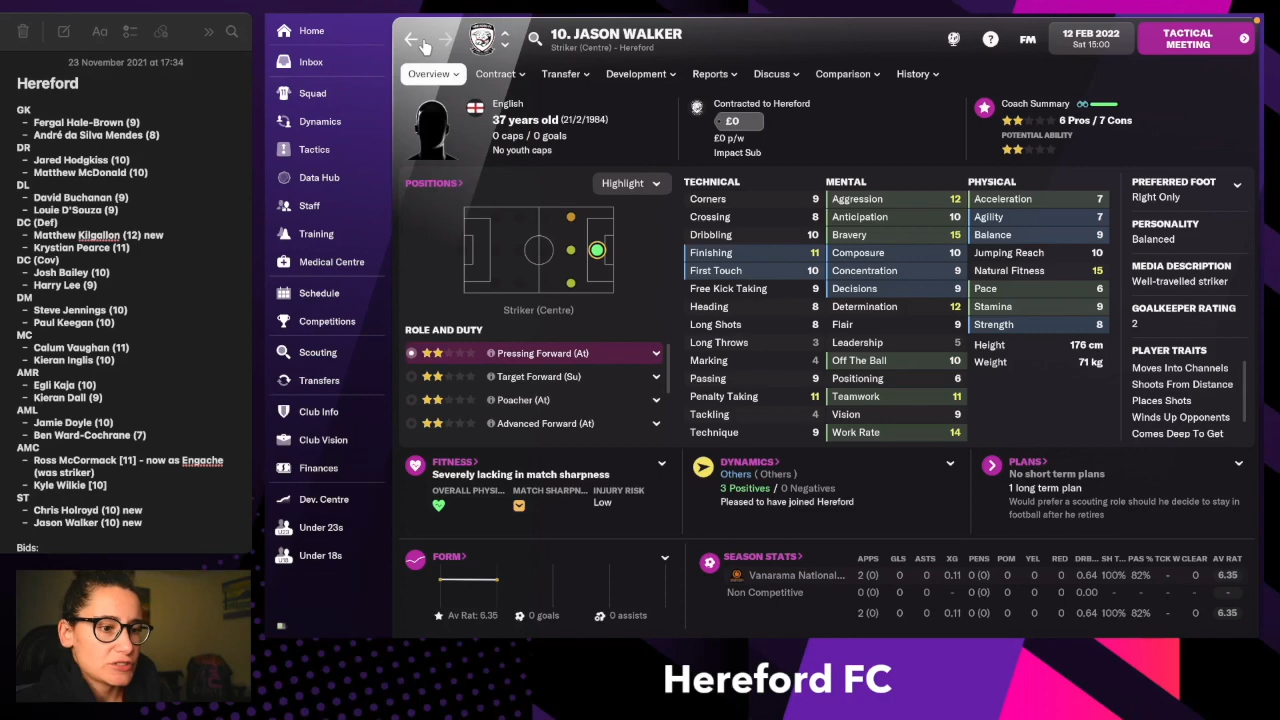 23 November 2021 at 17:34
Hereford
GK
– Fergal Hale-Brown (9)
– André da Silva Mendes (8)
DR
– Jared Hodgkiss (10)
– Matthew McDonald (10)
DL
– David Buchanan (9)
– Louie D'Souza (9)
DC (Def)
– Matthew Kilgallon (12) new
– Krystian Pearce (11)
DC (Cov)
– Josh Bailey (10)
– Harry Lee (9)
DM
– Steve Jennings (10)
– Paul Keegan (10)
MC
– Calum Vaughan (11)
– Kieran Inglis (10)
AMR
– Egli Kaja (10)
– Kieran Dall (9)
AML
– Jamie Doyle (10)
– Ben Ward-Cochrane (7)
AMC
– Ross McCormack [11] - now as Engache
(was striker)
– Kyle Wilkie [10]
ST
– Chris Holroyd (10) new
– Jason Walker (10) new
Bids:
Home
Inbox
Squad
Dynamics
Tactics
Data Hub
Staff
Training
Medical Centre
Schedule
Competitions
Scouting
Transfers
Club Info
Club Vision
Finances
Dev. Centre
Under 23s
Under 18s
10. JASON WALKER
Striker (Centre) - Hereford
FM
12 FEB 2022
Sat 15:00
TACTICAL
MEETING
Overview Contract Transfer Development Reports Discuss Comparison History
English
37 years old (21/2/1984)
0 caps / 0 goals
No youth caps
Contracted to Hereford
£0
£0 p/w
Impact Sub
Coach Summary
6 Pros / 7 Cons
POTENTIAL ABILITY
POSITIONS>
Highlight
Striker (Centre)
ROLE AND DUTY
Pressing Forward (At)
Target Forward (Su)
Poacher (At)
Advanced Forward (At)
TECHNICAL
Corners 9
Crossing 8
Dribbling 10
Finishing 11
First Touch 10
Free Kick Taking 9
Heading 8
Long Shots 8
Long Throws 3
Marking 4
Passing 9
Penalty Taking 11
Tackling 4
Technique 9
MENTAL
Aggression 12
Anticipation 10
Bravery 15
Composure 10
Concentration 9
Decisions 9
Determination 12
Flair 9
Leadership 5
Off The Ball 10
Positioning 6
Teamwork 11
Vision 9
Work Rate 14
PHYSICAL
Acceleration 7
Agility 7
Balance 9
Jumping Reach 10
Natural Fitness 15
Pace 6
Stamina 9
Strength 8
Height 176 cm
Weight 71 kg
PREFERRED FOOT
Right Only
PERSONALITY
Balanced
MEDIA DESCRIPTION
Well-travelled striker
GOALKEEPER RATING
2
PLAYER TRAITS
Moves Into Channels
Shoots From Distance
Places Shots
Winds Up Opponents
Comes Deep To Get
FITNESS>
Severely lacking in match sharpness
OVERALL PHYSI... MATCH SHARPN... INJURY RISK
Low
DYNAMICS>
Others ( Others )
3 Positives / 0 Negatives
Pleased to have joined Hereford
PLANS>
No short term plans
1 long term plan
Would prefer a scouting role should he decide to stay in
football after he retires
FORM>
Av Rat: 6.35 0 goals 0 assists
SEASON STATS>
APPS GLS ASTS XG PENS POM YEL RED DRB... SH T... PAS % TCK W CLEAR AV RAT
Vanarama National... 2 (0) 0 0 0.11 0 (0) 0 0 0 0.64 100% 82% - 0 6.35
Non Competitive 0 (0) 0 0 - 0 (0) 0 0 0 0.00 - - - 0 -
2 (0) 0 0 0.11 0 (0) 0 0 0 0.64 100% 82% - 0 6.35
Hereford FC